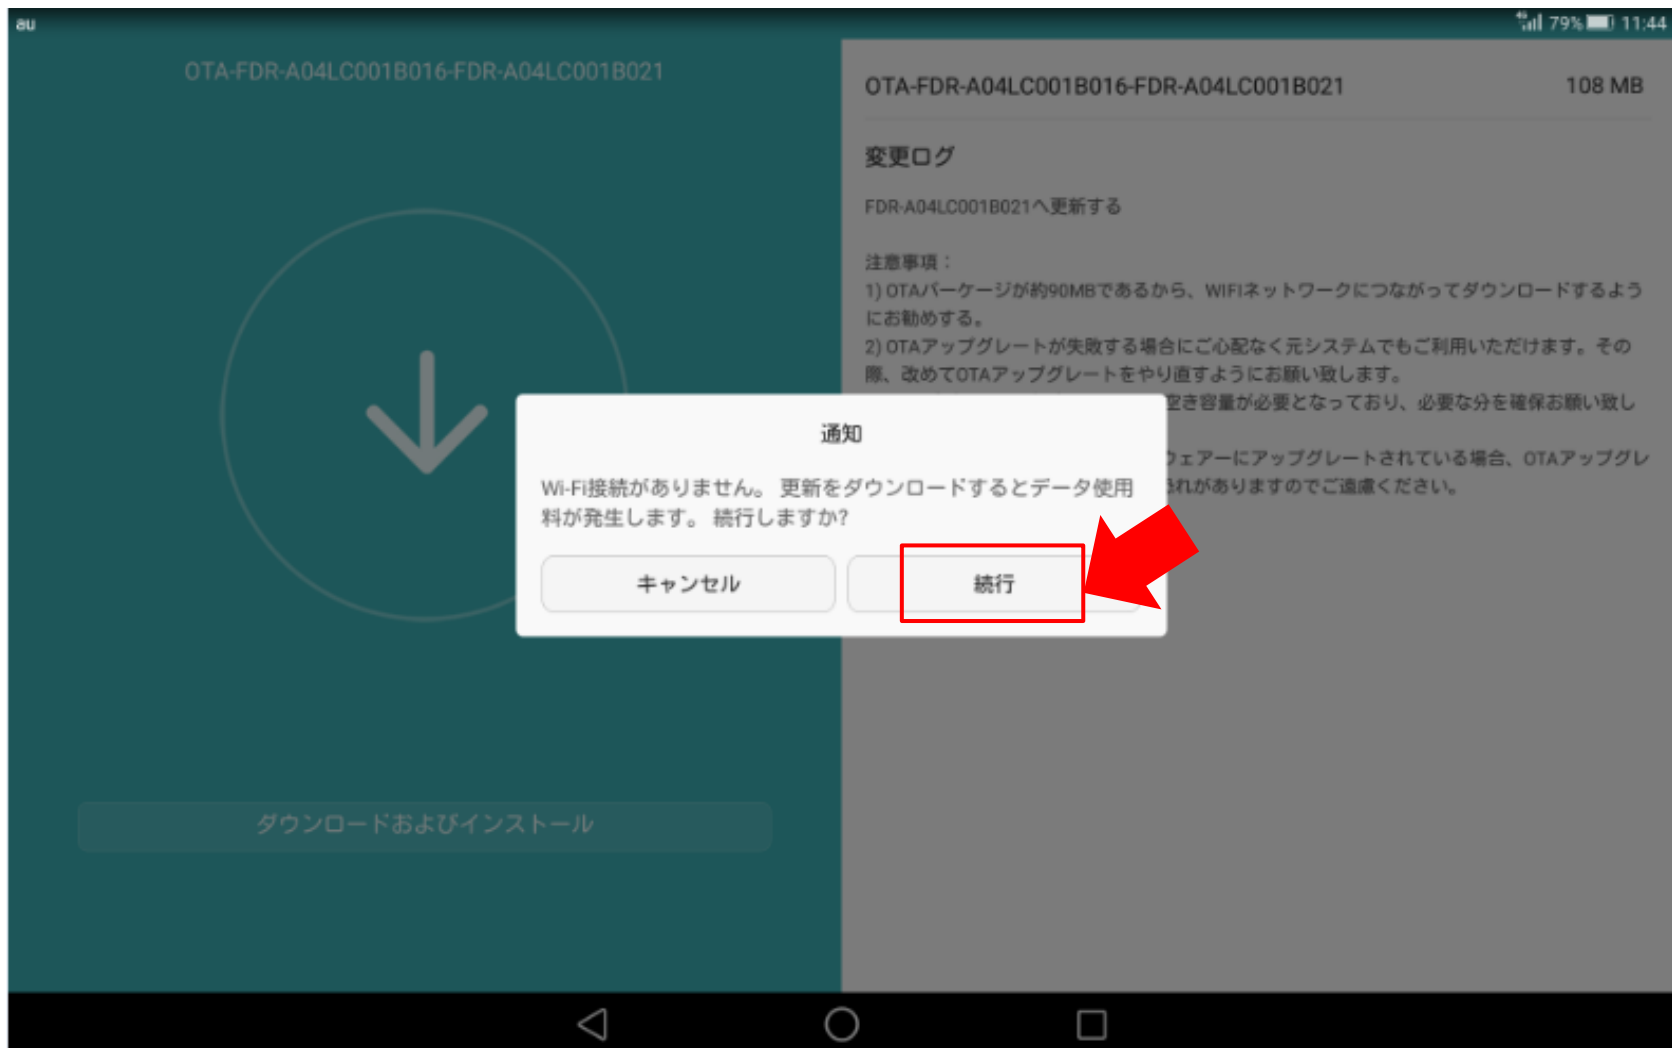 au
4G 79% 11:44
OTA-FDR-A04LC001B016-FDR-A04LC001B021
ダウンロードおよびインストール
OTA-FDR-A04LC001B016-FDR-A04LC001B021 108 MB
変更ログ
FDR-A04LC001B021へ更新する
注意事項：
1) OTAパーケージが約90MBであるから、WIFIネットワークにつながってダウンロードするよう
にお勧めする。
2) OTAアップグレートが失敗する場合にご心配なく元システムでもご利用いただけます。その
際、改めてOTAアップグレートをやり直すようにお願い致します。
空き容量が必要となっており、必要な分を確保お願い致し
ウェアーにアップグレートされている場合、OTAアップグレ
がありますのでご遠慮ください。
通知
Wi-Fi接続がありません。 更新をダウンロードするとデータ使用
料が発生します。 続行しますか?
キャンセル 続行